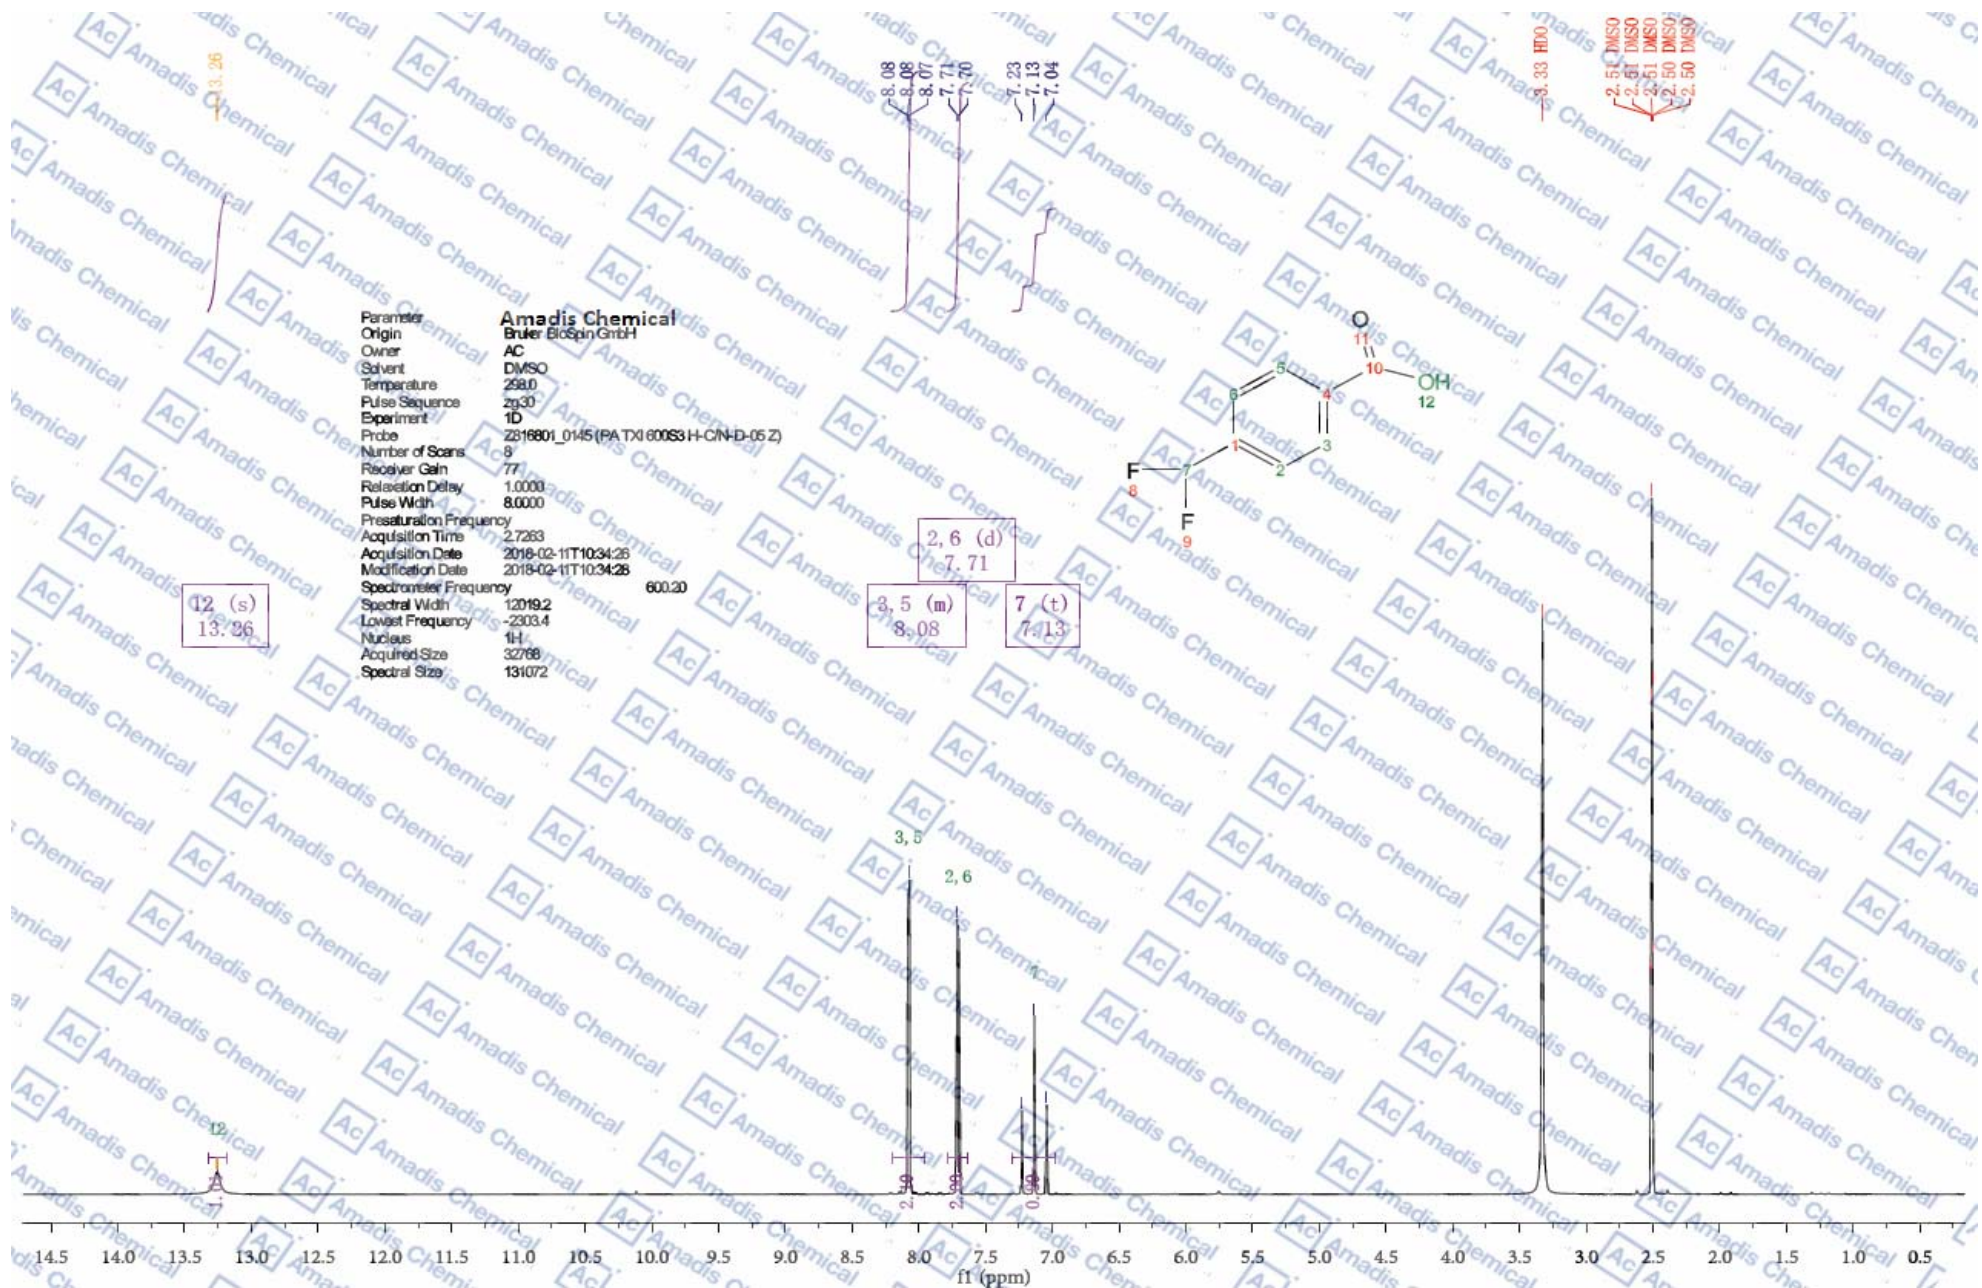 13.26
8.08
8.08
8.07
7.71
7.70
7.23
7.13
7.04
3.33 HDO
2.51 DMSO
2.51 DMSO
2.51 DMSO
2.50 DMSO
2.50 DMSO
Parameter
Amadis Chemical
Origin Bruker BioSpin GmbH
Owner AC
Solvent DMSO
Temperature 298.0
Pulse Sequence zg30
Experiment 1D
Probe Z816801_0145 (PA TXI 600S3 H-C/N-D-05 Z)
Number of Scans 8
Receiver Gain 77
Relaxation Delay 1.0000
Pulse Width 8.0000
Presaturation Frequency
Acquisition Time 2.7263
Acquisition Date 2018-02-11T10:34:26
Modification Date 2018-02-11T10:34:28
Spectrometer Frequency 600.20
Spectral Width 12019.2
Lowest Frequency -2303.4
Nucleus 1H
Acquired Size 32768
Spectral Size 131072
O
11
5
10
OH
12
6
4
3
1
2
F
8
7
F
9
2,6 (d)
7.71
12 (s)
13.26
3,5 (m)
8.08
7 (t)
7.13
3,5
2,6
7
12
14.5 14.0 13.5 13.0 12.5 12.0 11.5 11.0 10.5 10.0 9.5 9.0 8.5 8.0 7.5 7.0 6.5 6.0 5.5 5.0 4.5 4.0 3.5 3.0 2.5 2.0 1.5 1.0 0.5
f1 (ppm)
Ac Amadis Chemical